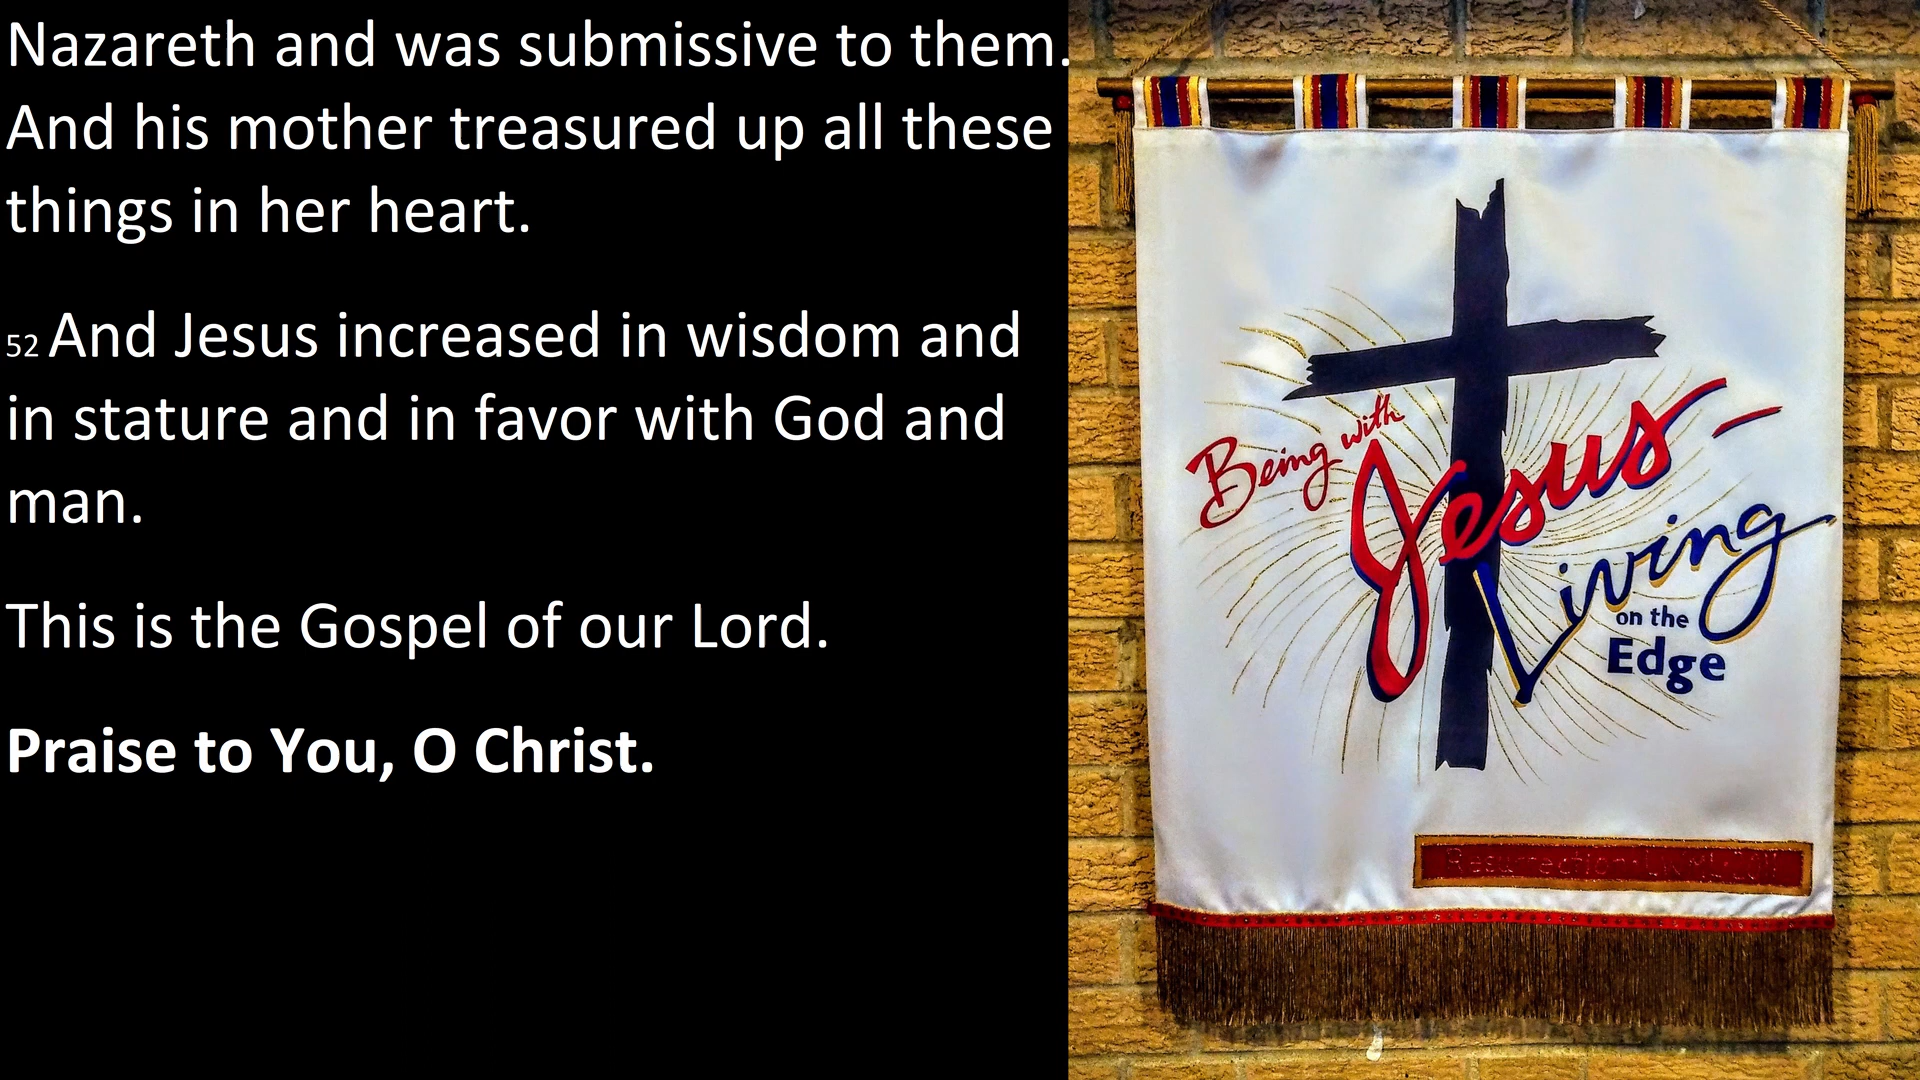 Nazareth and was submissive to them.
And his mother treasured up all these
things in her heart.
52 And Jesus increased in wisdom and
in stature and in favor with God and
man.
This is the Gospel of our Lord.
Praise to You, O Christ.
Being with
Jesus -
Living
on the
Edge
Resurrection